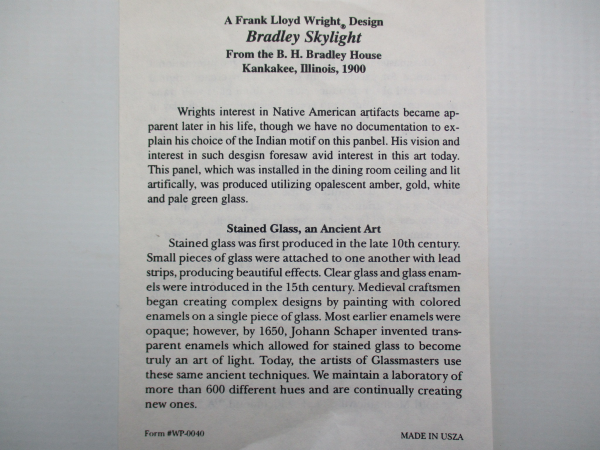 A Frank Lloyd Wright® Design
Bradley Skylight
From the B. H. Bradley House
Kankakee, Illinois, 1900
Wrights interest in Native American artifacts became ap-
parent later in his life, though we have no documentation to ex-
plain his choice of the Indian motif on this panbel. His vision and
interest in such desgisn foresaw avid interest in this art today.
This panel, which was installed in the dining room ceiling and lit
artifically, was produced utilizing opalescent amber, gold, white
and pale green glass.
Stained Glass, an Ancient Art
Stained glass was first produced in the late 10th century.
Small pieces of glass were attached to one another with lead
strips, producing beautiful effects. Clear glass and glass enam-
els were introduced in the 15th century. Medieval craftsmen
began creating complex designs by painting with colored
enamels on a single piece of glass. Most earlier enamels were
opaque; however, by 1650, Johann Schaper invented trans-
parent enamels which allowed for stained glass to become
truly an art of light. Today, the artists of Glassmasters use
these same ancient techniques. We maintain a laboratory of
more than 600 different hues and are continually creating
new ones.
Form #WP-0040
MADE IN USZA